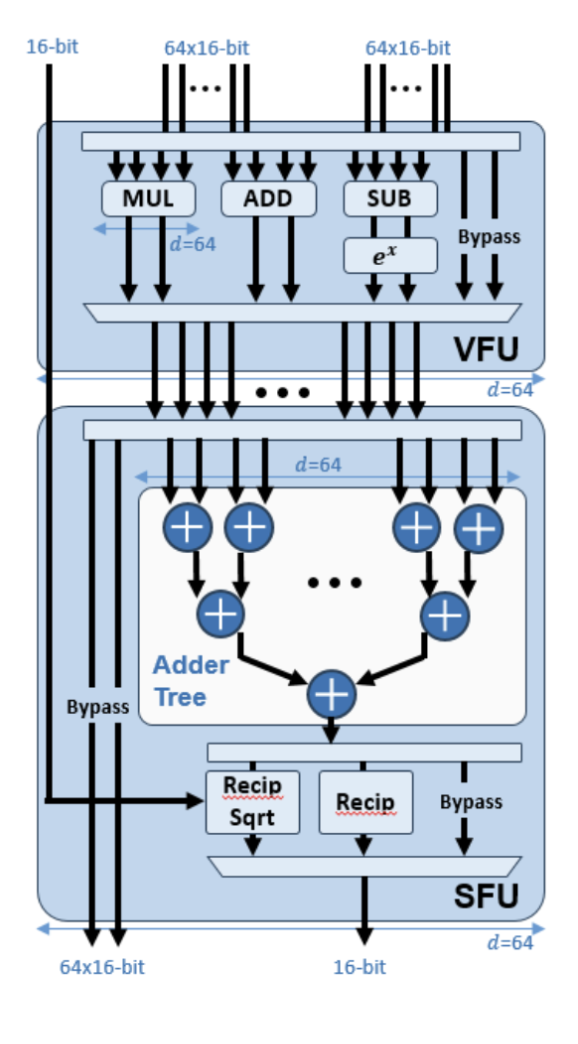 16-bit
64x16-bit
64x16-bit
MUL
ADD
SUB
Bypass
d=64
eˣ
VFU
d=64
d=64
Adder
Tree
Bypass
Recip
Sqrt
Recip
Bypass
SFU
d=64
64x16-bit
16-bit